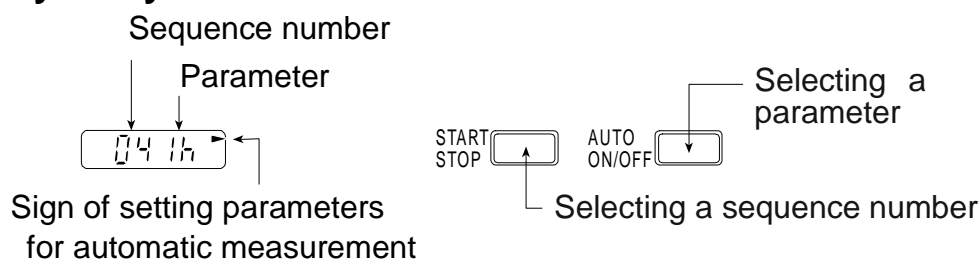 Sequence number
Parameter
Selecting a
parameter
041h
START
STOP
AUTO
ON/OFF
Sign of setting parameters
for automatic measurement
Selecting a sequence number